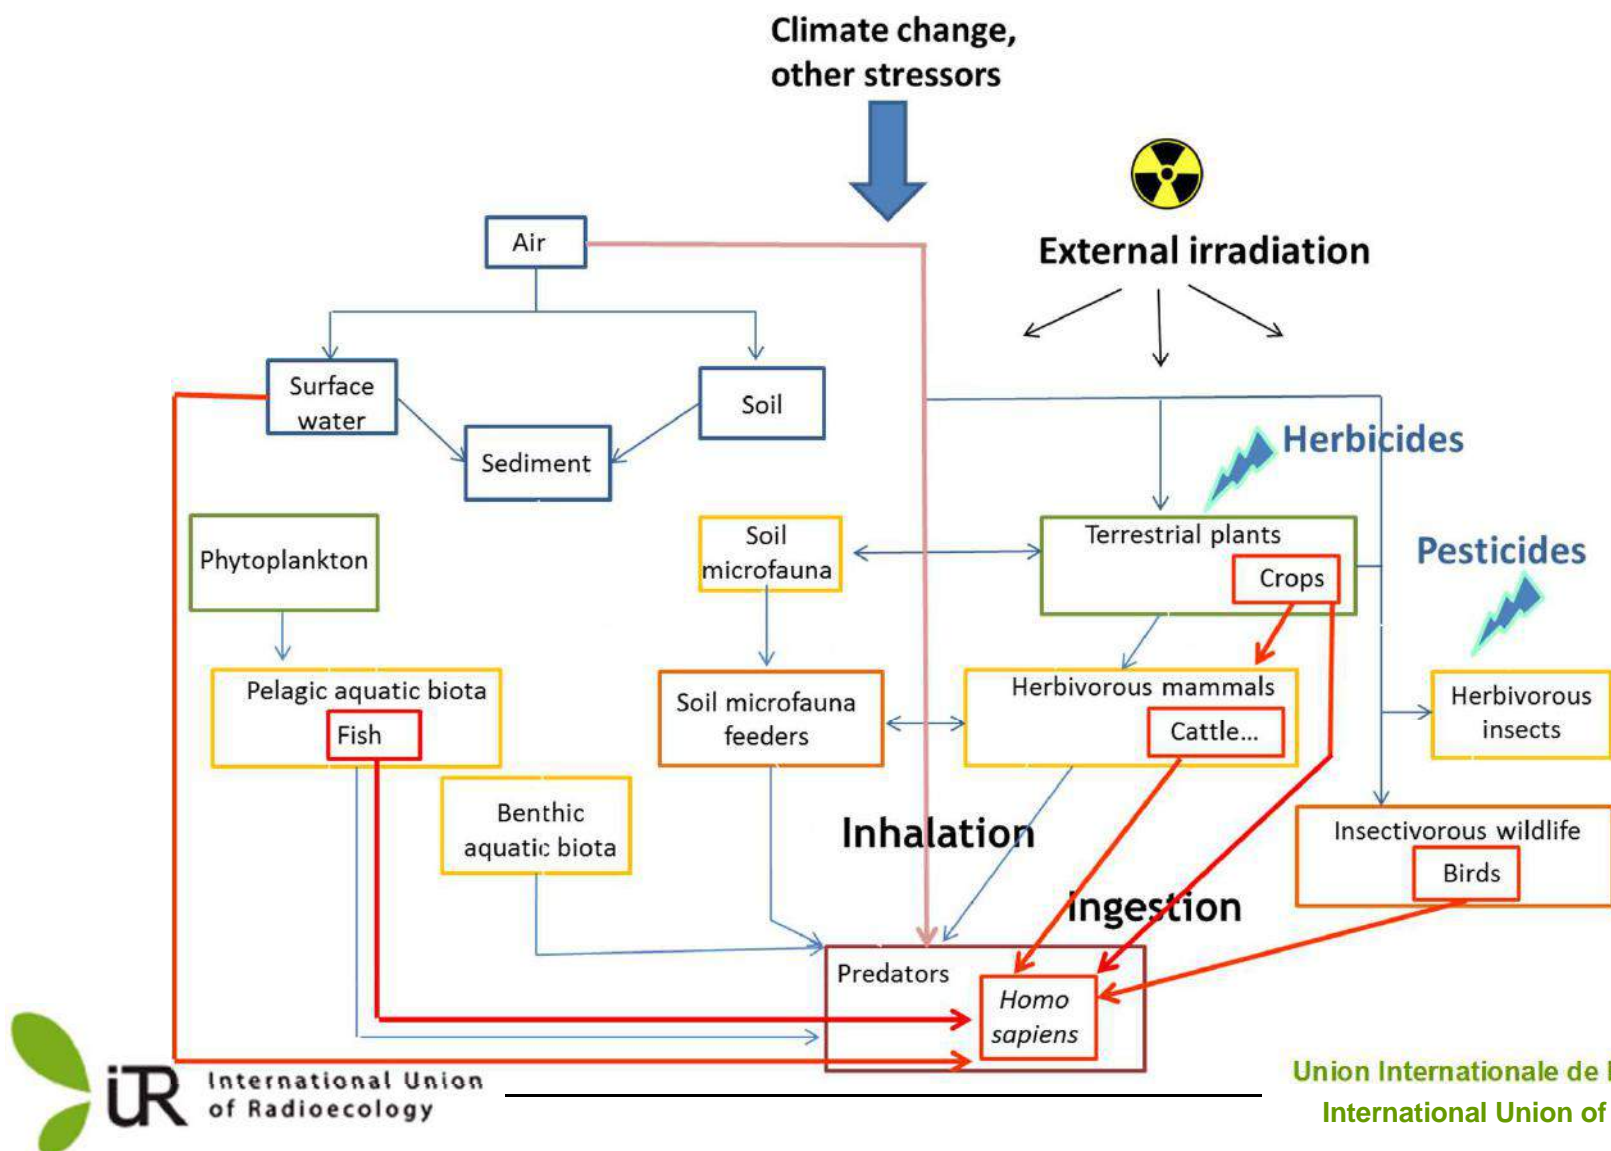 Climate change,
other stressors
Air
External irradiation
Surface
water
Soil
Sediment
Herbicides
Phytoplankton
Soil
microfauna
Terrestrial plants
Crops
Pesticides
Pelagic aquatic biota
Fish
Soil microfauna
feeders
Herbivorous mammals
Cattle...
Herbivorous
insects
Benthic
aquatic biota
Inhalation
Insectivorous wildlife
Birds
Ingestion
Predators
Homo
sapiens
iUR
International Union
of Radioecology
Union Internationale de
International Union of